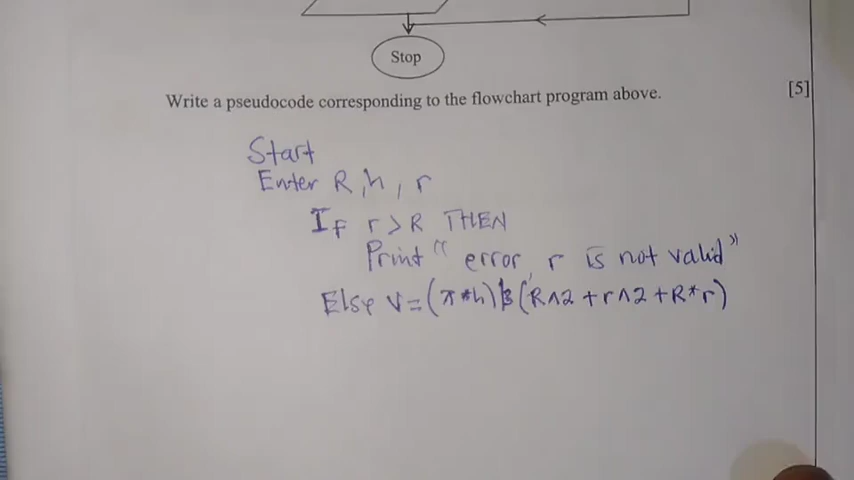 Stop
Write a pseudocode corresponding to the flowchart program above. [5]
Start
Enter R, h, r
If r > R THEN
Print "error, r is not valid"
Else V = (π*h)/3 (R^2 + r^2 + R*r)